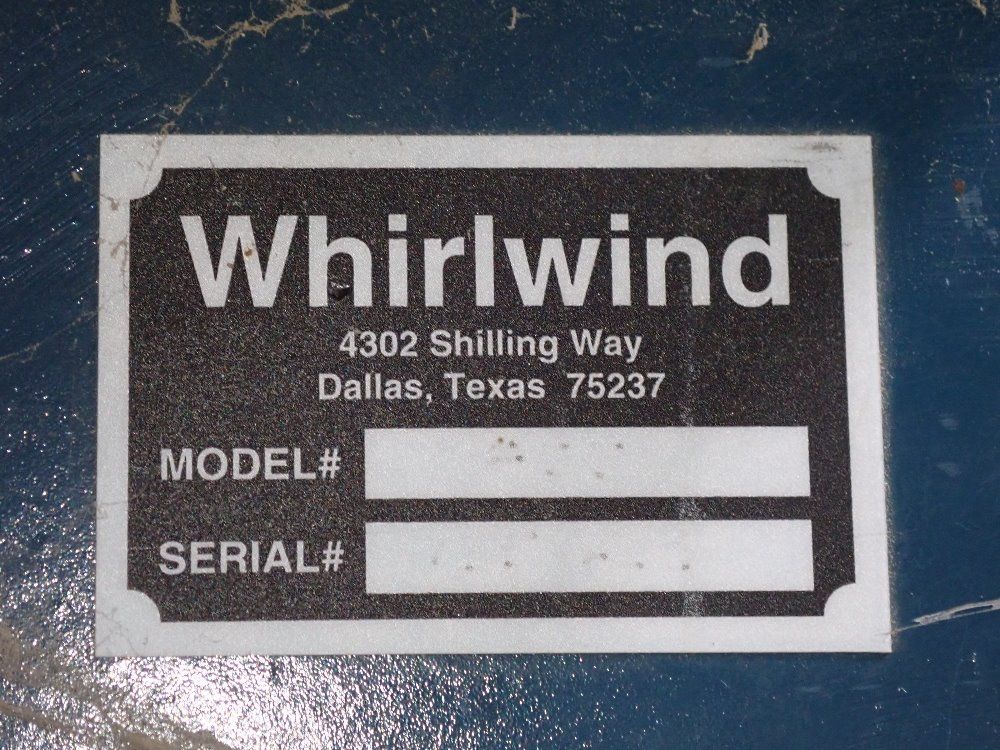 Whirlwind
4302 Shilling Way
Dallas, Texas 75237
MODEL#
SERIAL#